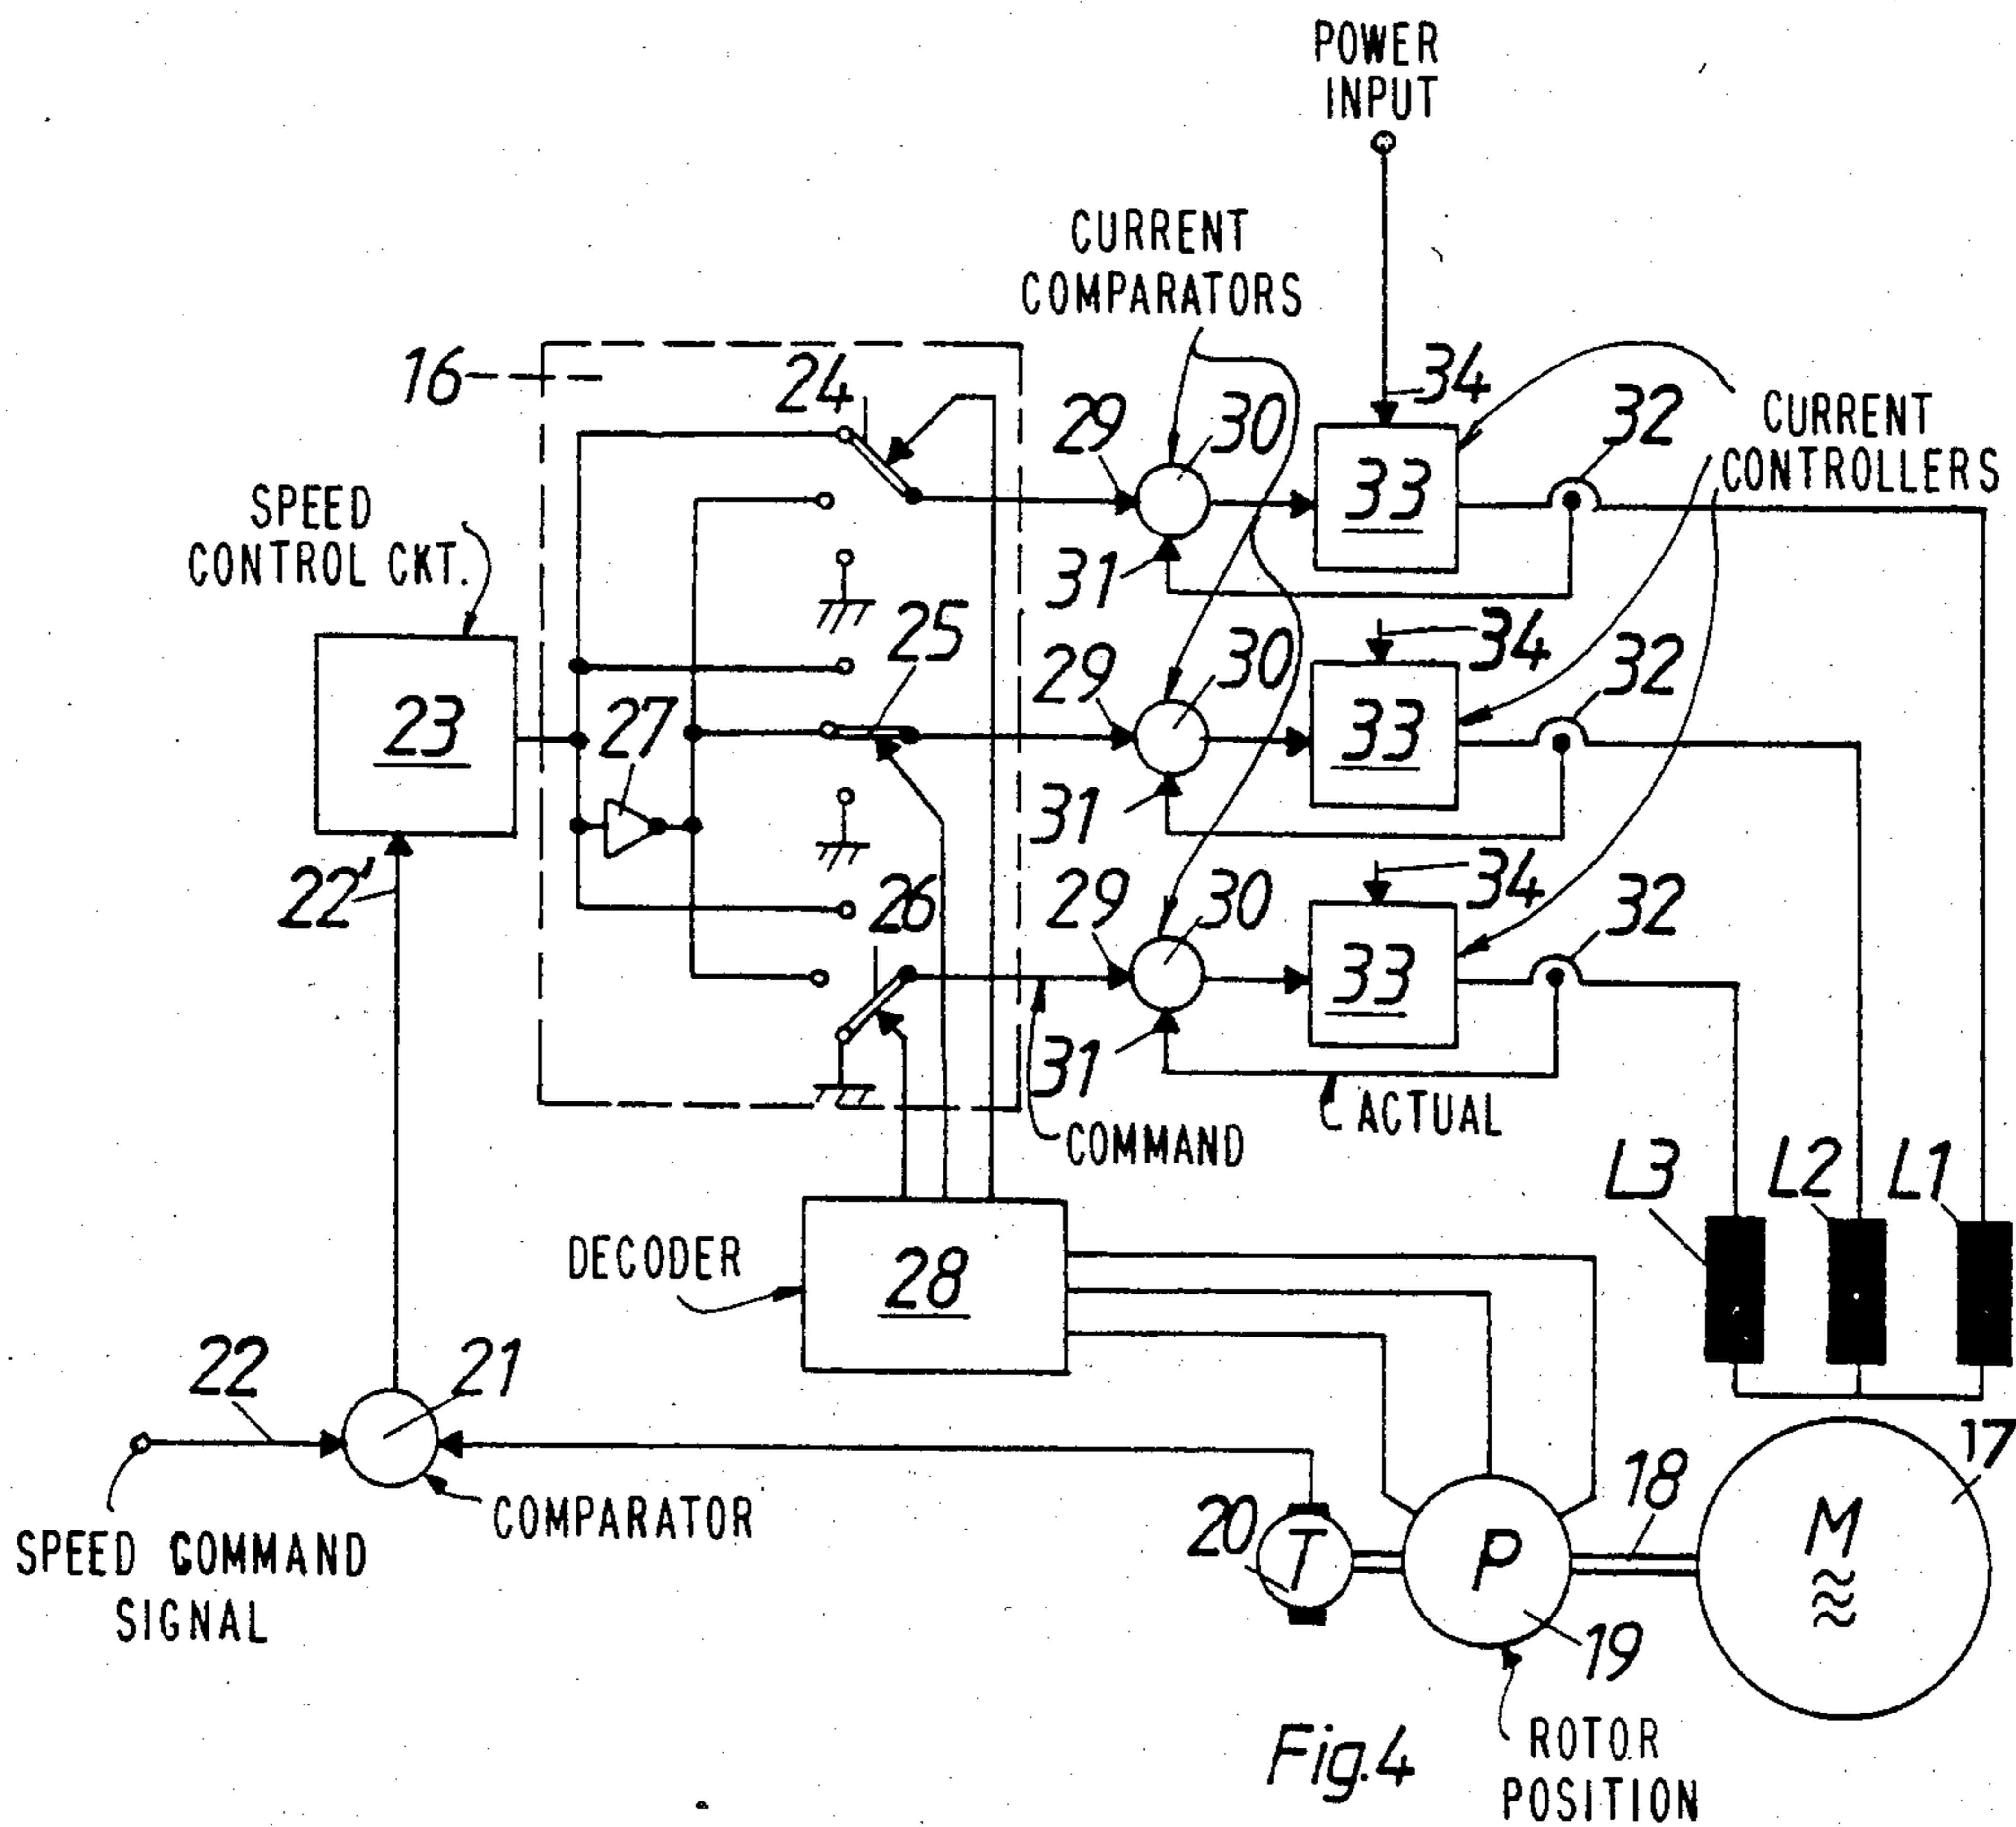 POWER
INPUT
CURRENT
COMPARATORS
16
24
34
29
30
32
CURRENT
CONTROLLERS
SPEED
CONTROL CKT.
33
31
25
34
23
27
29
30
32
33
31
22'
26
29
30
34
32
33
31
ACTUAL
COMMAND
L3
L2
L1
DECODER
28
22
21
COMPARATOR
SPEED COMMAND
SIGNAL
20
T
P
18
M
17
19
Fig.4
ROTOR
POSITION